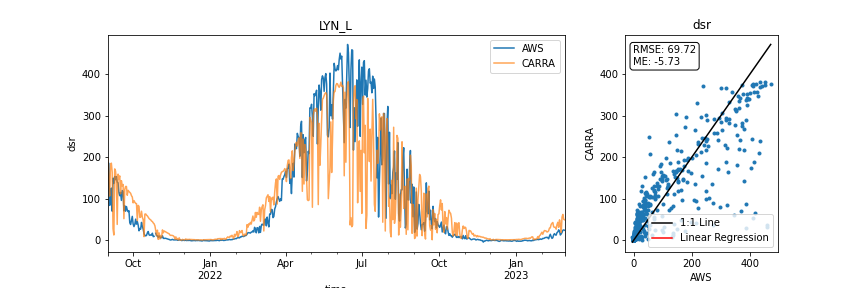 LYN_L
dsr
AWS
CARRA
RMSE: 69.72
ME: -5.73
400
300
200
100
0
dsr
Oct
Jan
2022
Apr
Jul
Oct
Jan
2023
time
400
300
200
100
0
CARRA
1:1 Line
Linear Regression
0
200
400
AWS